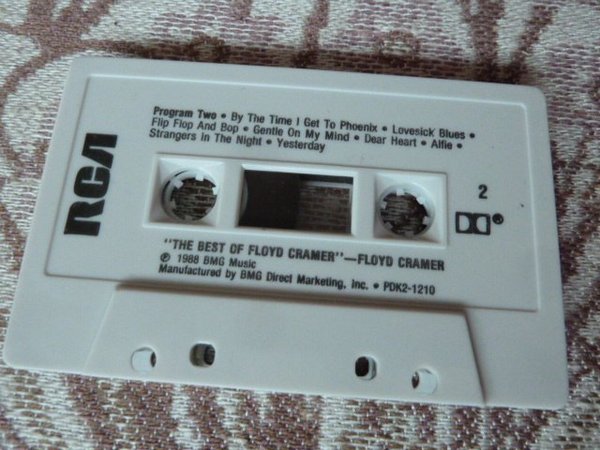 Program Two • By The Time I Get To Phoenix • Lovesick Blues •
Flip Flop And Bop • Gentle On My Mind • Dear Heart • Alfie •
Strangers In The Night • Yesterday
RCA
2
"THE BEST OF FLOYD CRAMER"—FLOYD CRAMER
℗ 1988 BMG Music
Manufactured by BMG Direct Marketing, Inc. • PDK2-1210